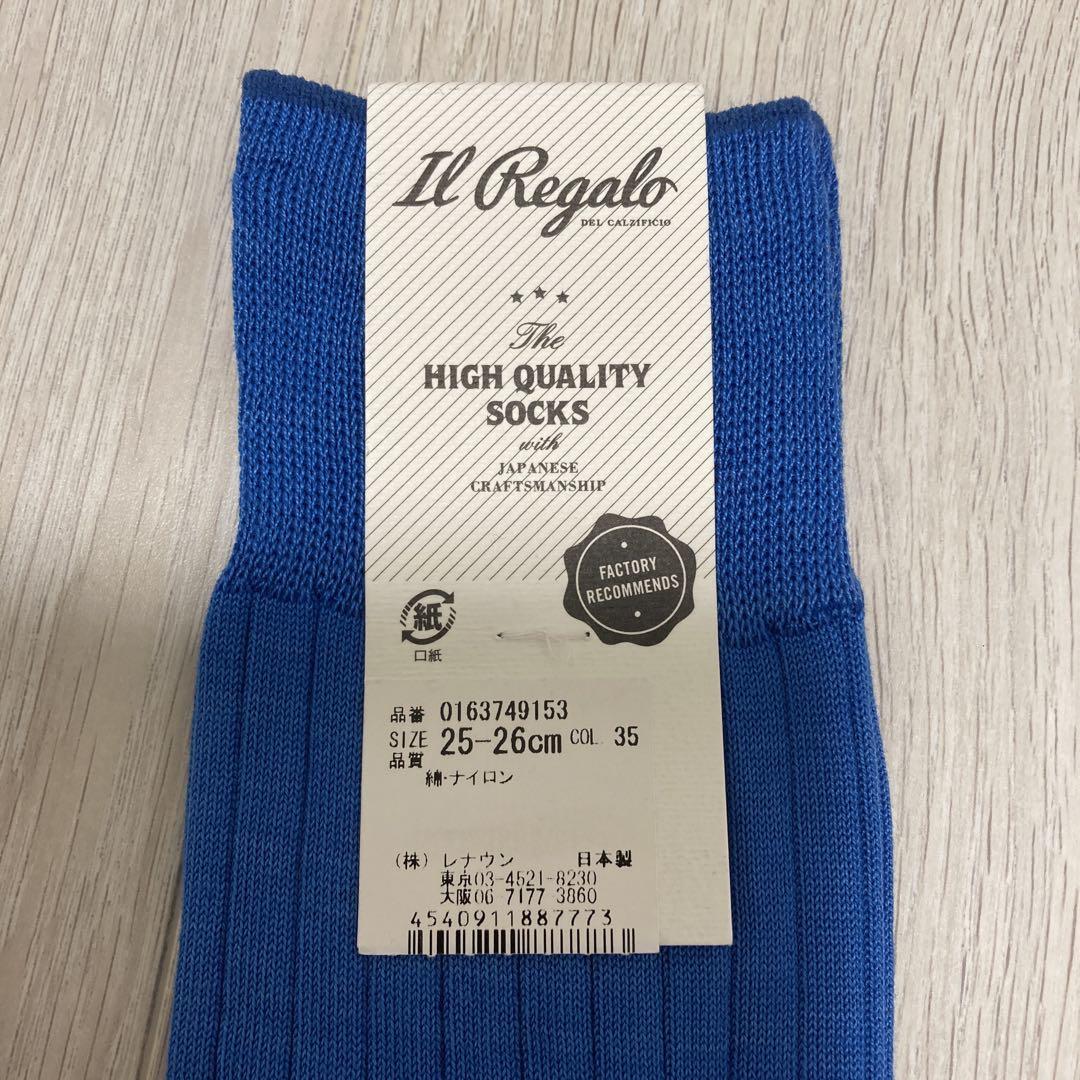 Il Regalo
DEL CALZIFICIO
The
HIGH QUALITY
SOCKS
with
JAPANESE
CRAFTSMANSHIP
FACTORY
RECOMMENDS
紙
口紙
品番 0163749153
SIZE 25-26cm COL. 35
品質
綿・ナイロン
(株) レナウン 日本製
東京03-4521-8230
大阪06 7177 3860
4540911887773